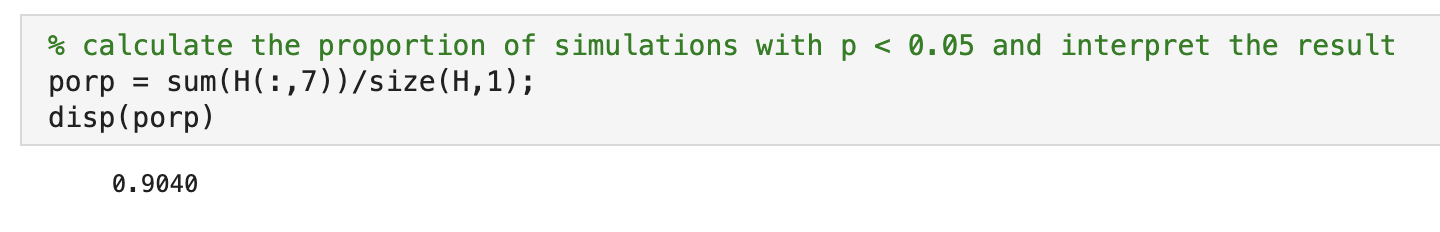 % calculate the proportion of simulations with p < 0.05 and interpret the result
porp = sum(H(:,7))/size(H,1);
disp(porp)
0.9040